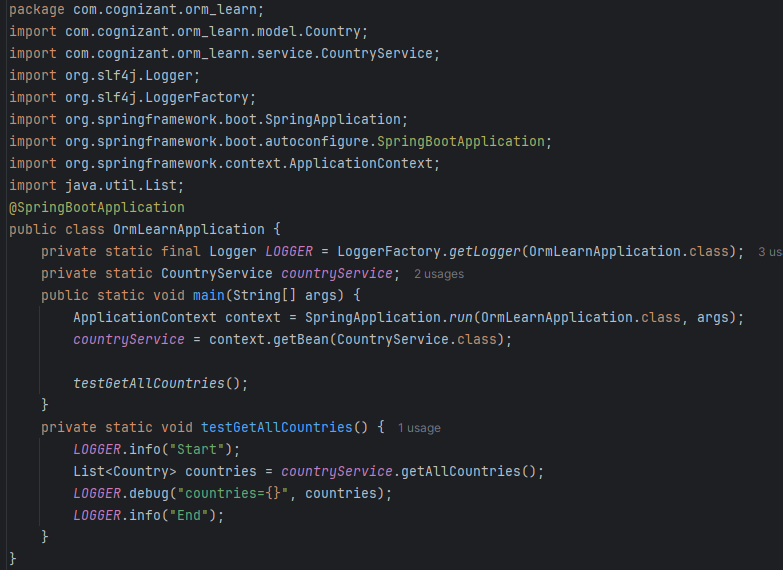 package com.cognizant.orm_learn;
import com.cognizant.orm_learn.model.Country;
import com.cognizant.orm_learn.service.CountryService;
import org.slf4j.Logger;
import org.slf4j.LoggerFactory;
import org.springframework.boot.SpringApplication;
import org.springframework.boot.autoconfigure.SpringBootApplication;
import org.springframework.context.ApplicationContext;
import java.util.List;
@SpringBootApplication
public class OrmLearnApplication {
    private static final Logger LOGGER = LoggerFactory.getLogger(OrmLearnApplication.class); 3 us
    private static CountryService countryService; 2 usages
    public static void main(String[] args) {
        ApplicationContext context = SpringApplication.run(OrmLearnApplication.class, args);
        countryService = context.getBean(CountryService.class);
        testGetAllCountries();
    }
    private static void testGetAllCountries() { 1 usage
        LOGGER.info("Start");
        List<Country> countries = countryService.getAllCountries();
        LOGGER.debug("countries={}", countries);
        LOGGER.info("End");
    }
}